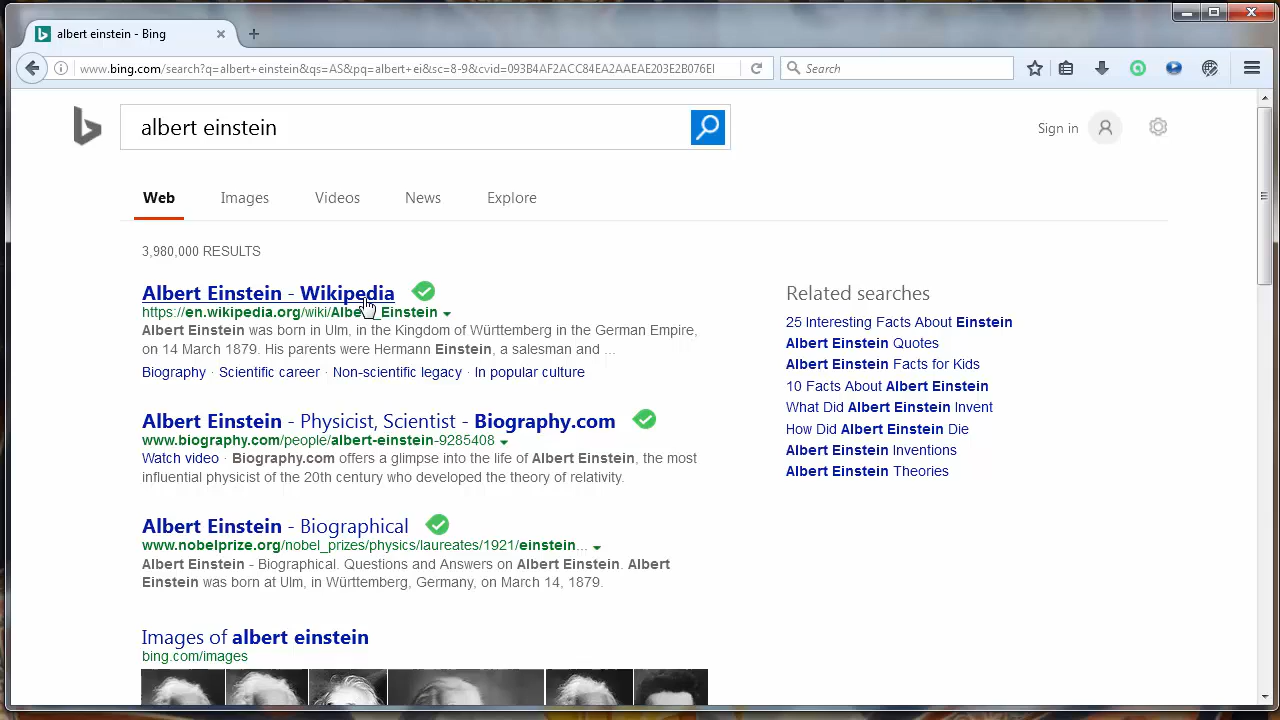 albert einstein - Bing
www.bing.com/search?q=albert+einstein&qs=AS&pq=albert+ei&sc=8-9&cvid=093B4AF2ACC84EA2AAEAE203E2B076EI
Search
albert einstein
Sign in
Web Images Videos News Explore
3,980,000 RESULTS
Albert Einstein - Wikipedia
https://en.wikipedia.org/wiki/Albert_Einstein
Albert Einstein was born in Ulm, in the Kingdom of Württemberg in the German Empire,
on 14 March 1879. His parents were Hermann Einstein, a salesman and ...
Biography · Scientific career · Non-scientific legacy · In popular culture
Albert Einstein - Physicist, Scientist - Biography.com
www.biography.com/people/albert-einstein-9285408
Watch video · Biography.com offers a glimpse into the life of Albert Einstein, the most
influential physicist of the 20th century who developed the theory of relativity.
Albert Einstein - Biographical
www.nobelprize.org/nobel_prizes/physics/laureates/1921/einstein...
Albert Einstein - Biographical. Questions and Answers on Albert Einstein. Albert
Einstein was born at Ulm, in Württemberg, Germany, on March 14, 1879.
Images of albert einstein
bing.com/images
Related searches
25 Interesting Facts About Einstein
Albert Einstein Quotes
Albert Einstein Facts for Kids
10 Facts About Albert Einstein
What Did Albert Einstein Invent
How Did Albert Einstein Die
Albert Einstein Inventions
Albert Einstein Theories